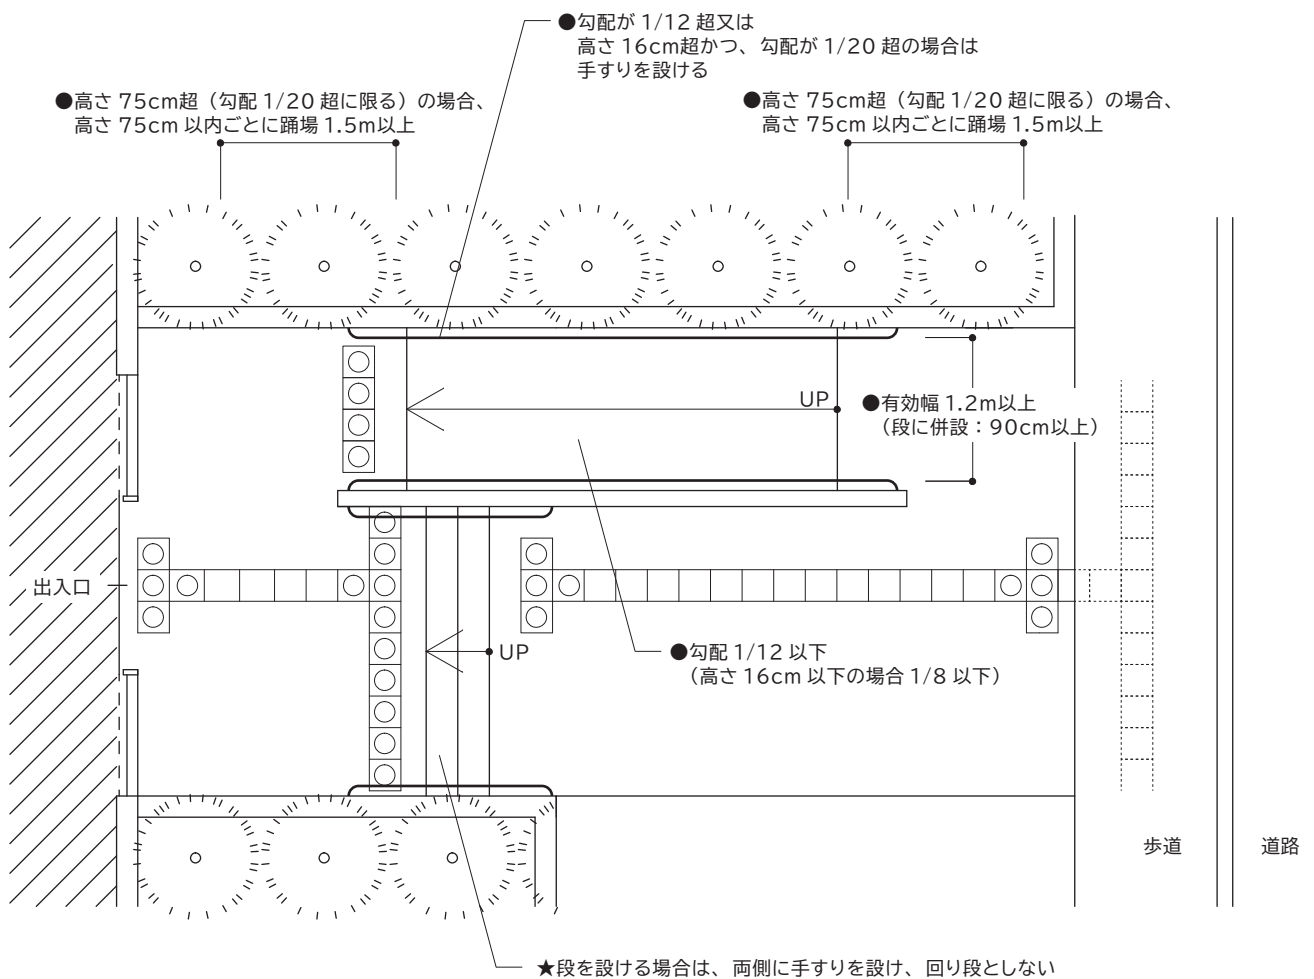 ●勾配が 1/12 超又は
高さ 16cm超かつ、勾配が 1/20 超の場合は
手すりを設ける
●高さ 75cm超（勾配 1/20 超に限る）の場合、
高さ 75cm 以内ごとに踊場 1.5m以上
●高さ 75cm超（勾配 1/20 超に限る）の場合、
高さ 75cm 以内ごとに踊場 1.5m以上
UP
●有効幅 1.2m以上
（段に併設：90cm以上）
出入口
UP
●勾配 1/12 以下
（高さ 16cm 以下の場合 1/8 以下）
歩道
道路
★段を設ける場合は、両側に手すりを設け、回り段としない